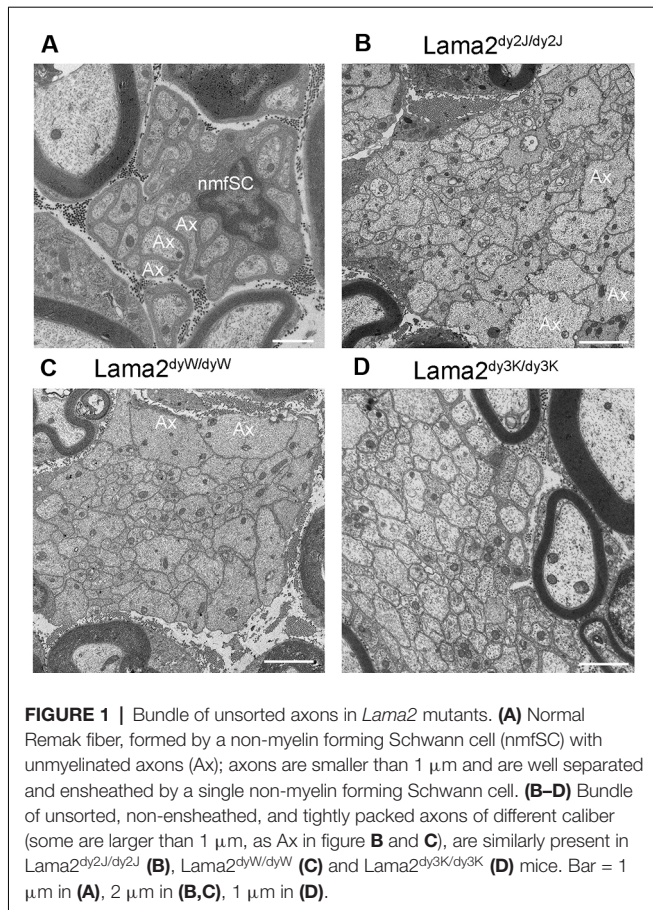 A
B
Lama2dy2J/dy2J
nmfSC
Ax
Ax
Ax
Ax
Ax
Ax
C
Lama2dyW/dyW
D
Lama2dy3K/dy3K
Ax
Ax
FIGURE 1 | Bundle of unsorted axons in Lama2 mutants. (A) Normal
Remak fiber, formed by a non-myelin forming Schwann cell (nmfSC) with
unmyelinated axons (Ax); axons are smaller than 1 μm and are well separated
and ensheathed by a single non-myelin forming Schwann cell. (B–D) Bundle
of unsorted, non-ensheathed, and tightly packed axons of different caliber
(some are larger than 1 μm, as Ax in figure B and C), are similarly present in
Lama2dy2J/dy2J (B), Lama2dyW/dyW (C) and Lama2dy3K/dy3K (D) mice. Bar = 1
μm in (A), 2 μm in (B,C), 1 μm in (D).